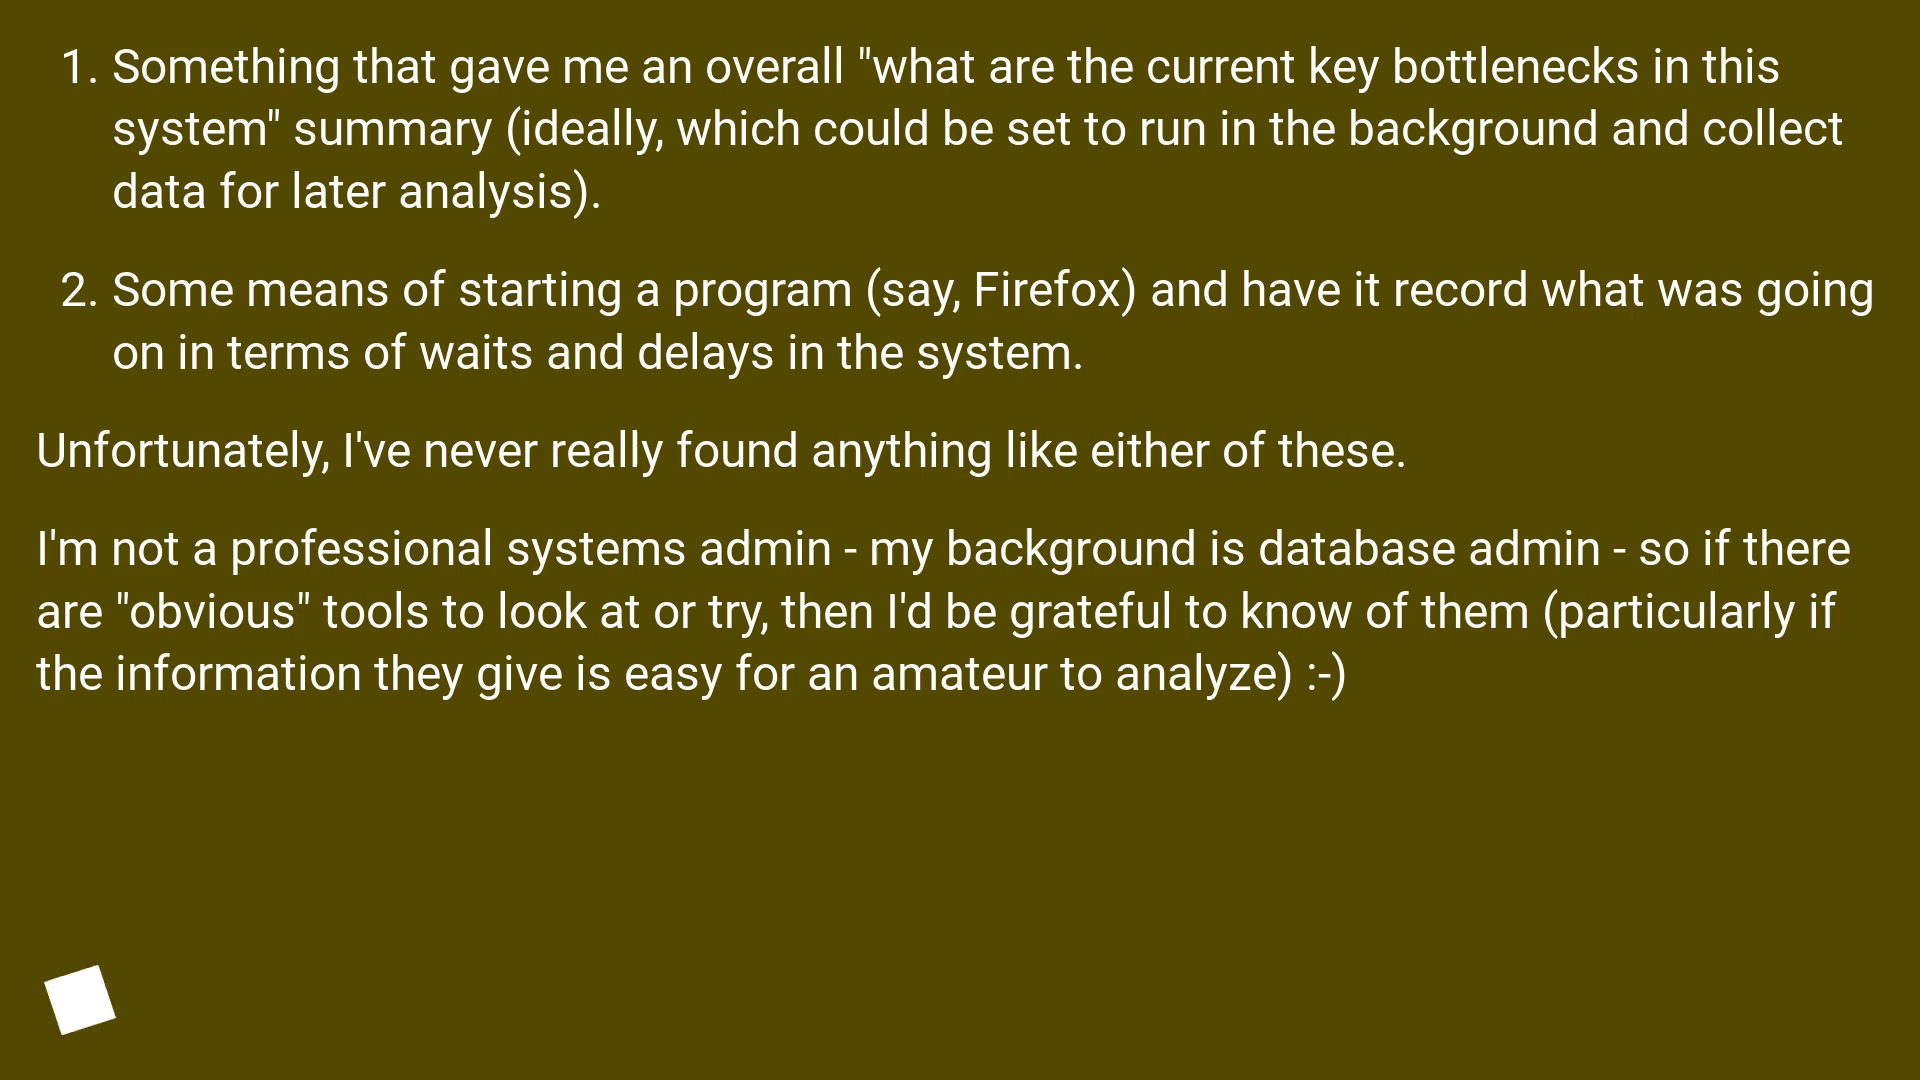 1. Something that gave me an overall "what are the current key bottlenecks in this
system" summary (ideally, which could be set to run in the background and collect
data for later analysis).
2. Some means of starting a program (say, Firefox) and have it record what was going
on in terms of waits and delays in the system.
Unfortunately, I've never really found anything like either of these.
I'm not a professional systems admin - my background is database admin - so if there
are "obvious" tools to look at or try, then I'd be grateful to know of them (particularly if
the information they give is easy for an amateur to analyze) :-)